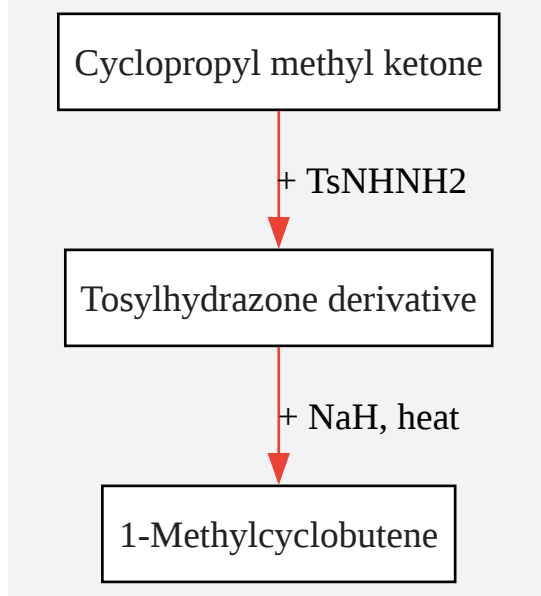 Cyclopropyl methyl ketone
+ TsNHNH2
Tosylhydrazone derivative
+ NaH, heat
1-Methylcyclobutene